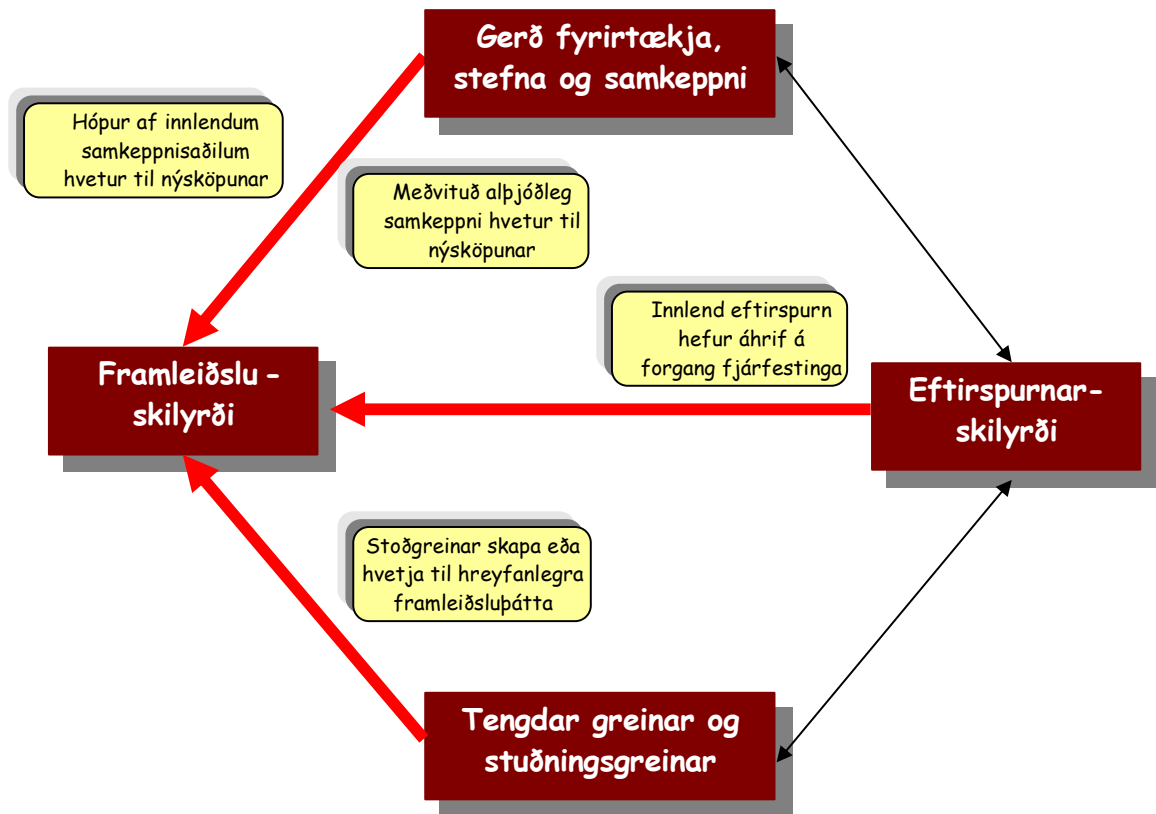 Gerð fyrirtækja,
stefna og samkeppni
Hópur af innlendum
samkeppnisaðilum
hvetur til nýsköpunar
Meðvituð alþjóðleg
samkeppni hvetur til
nýsköpunar
Innlend eftirspurn
hefur áhrif á
forgang fjárfestinga
Framleiðslu -
skilyrði
Eftirspurnar-
skilyrði
Stoðgreinar skapa eða
hvetja til hreyfanlegra
framleiðsluþátta
Tengdar greinar og
stuðningsgreinar